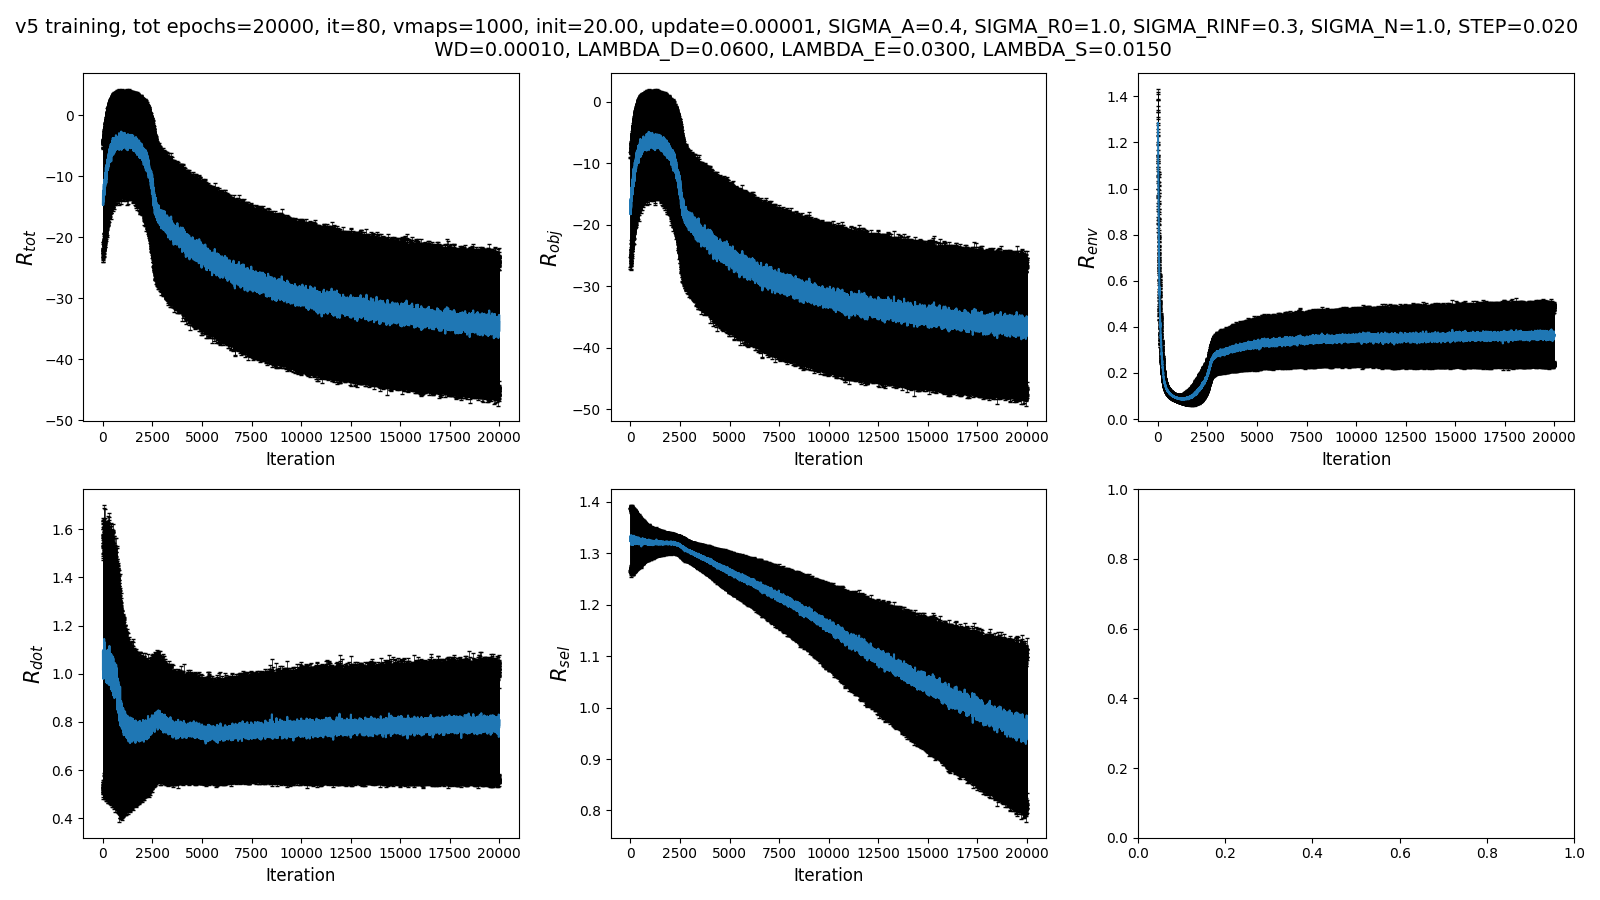 v5 training, tot epochs=20000, it=80, vmaps=1000, init=20.00, update=0.00001, SIGMA_A=0.4, SIGMA_R0=1.0, SIGMA_RINF=0.3, SIGMA_N=1.0, STEP=0.020
WD=0.00010, LAMBDA_D=0.0600, LAMBDA_E=0.0300, LAMBDA_S=0.0150
R_tot
0
−10
−20
−30
−40
−50
0 2500 5000 7500 10000 12500 15000 17500 20000
Iteration
R_obj
0
−10
−20
−30
−40
−50
0 2500 5000 7500 10000 12500 15000 17500 20000
Iteration
R_env
1.4
1.2
1.0
0.8
0.6
0.4
0.2
0.0
0 2500 5000 7500 10000 12500 15000 17500 20000
Iteration
R_dot
1.6
1.4
1.2
1.0
0.8
0.6
0.4
0 2500 5000 7500 10000 12500 15000 17500 20000
Iteration
R_sel
1.4
1.3
1.2
1.1
1.0
0.9
0.8
0 2500 5000 7500 10000 12500 15000 17500 20000
Iteration
1.0
0.8
0.6
0.4
0.2
0.0
0.0 0.2 0.4 0.6 0.8 1.0